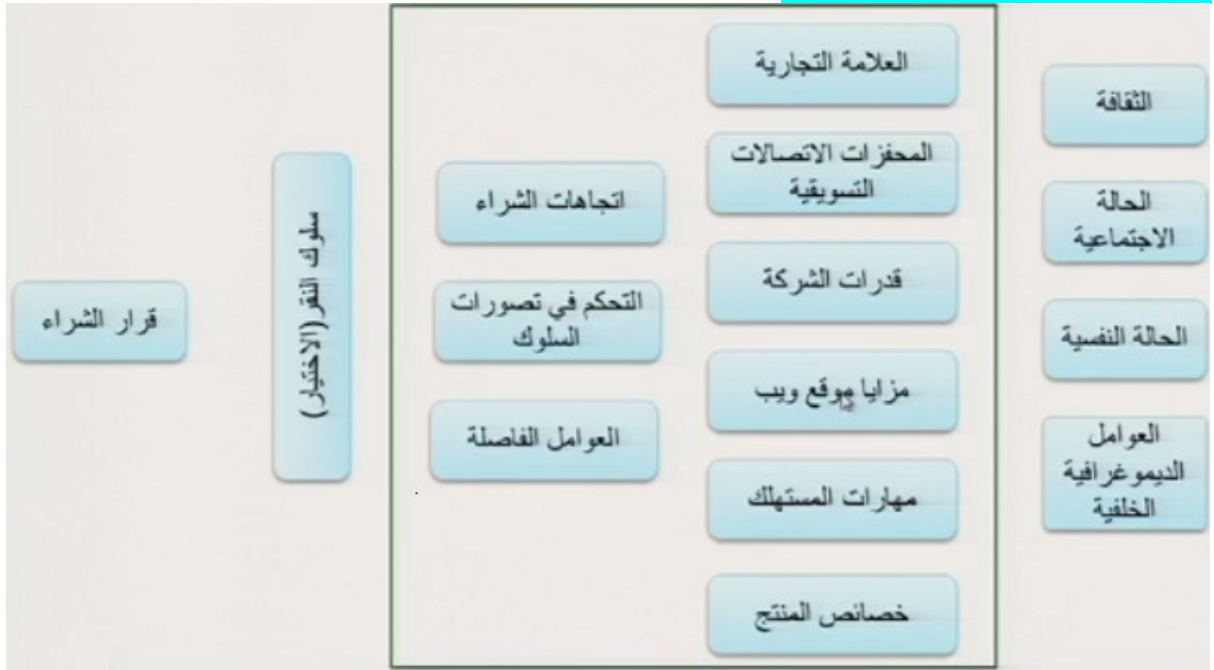 الثقافة
الحالة
الاجتماعية
الحالة النفسية
العوامل
الديموغرافية
الخلفية
العلامة التجارية
المحفزات الاتصالات
التسويقية
قدرات الشركة
مزايا موقع ويب
مهارات المستهلك
خصائص المنتج
اتجاهات الشراء
التحكم في تصورات
السلوك
العوامل الفاصلة
سلوك النقر (الاختيار)
قرار الشراء